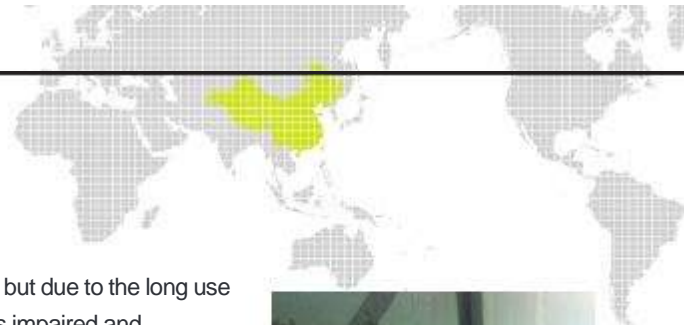 but due to the long use
s impaired and